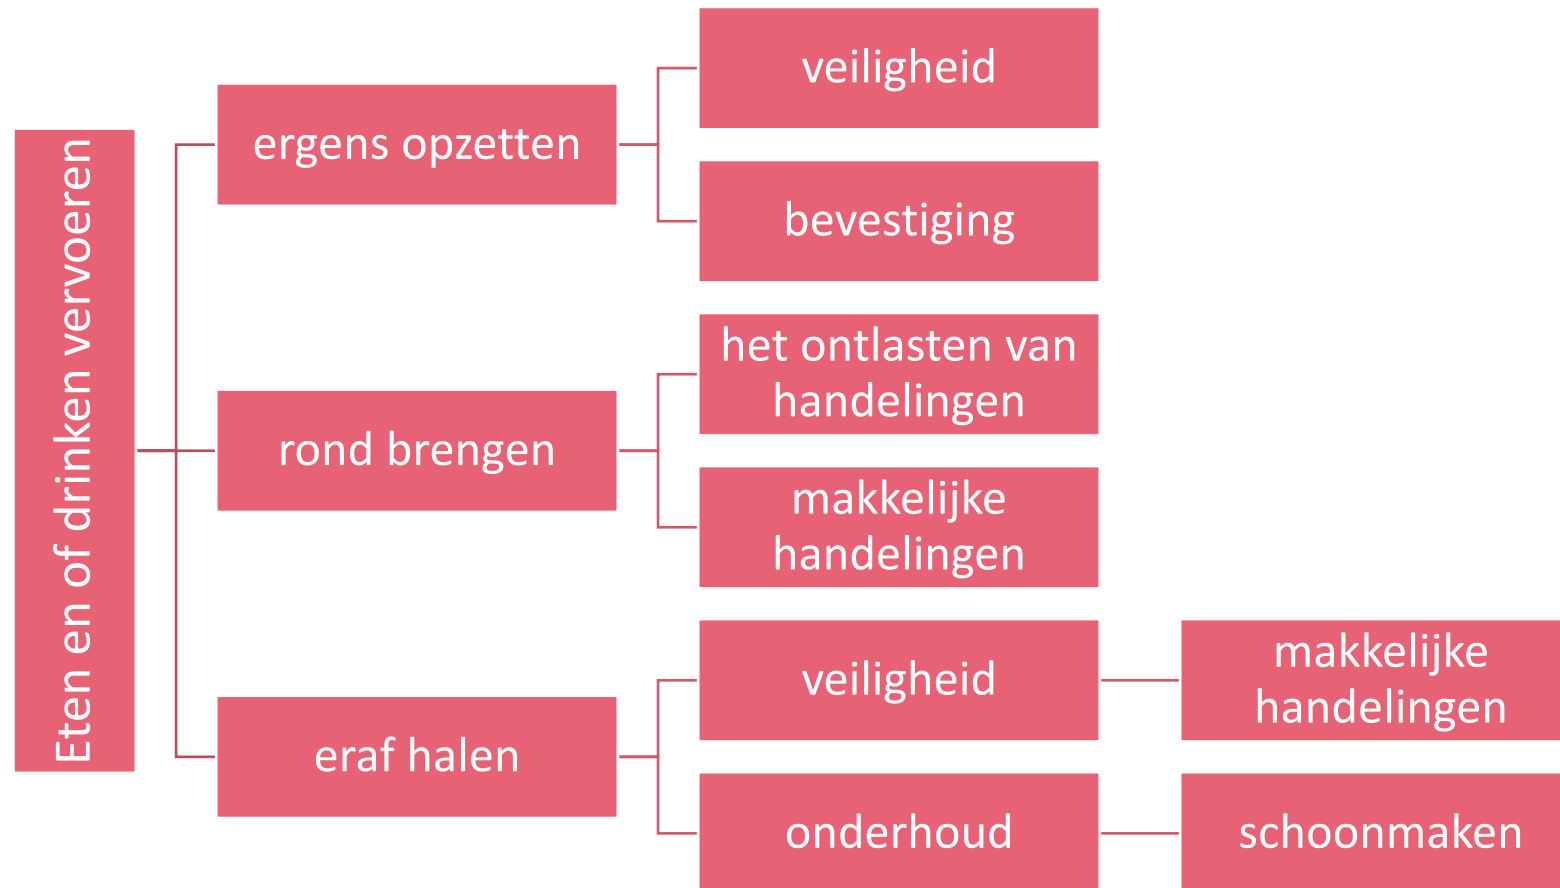 Eten en of drinken vervoeren
ergens opzetten
veiligheid
bevestiging
rond brengen
het ontlasten van
handelingen
makkelijke
handelingen
eraf halen
veiligheid
makkelijke
handelingen
onderhoud
schoonmaken